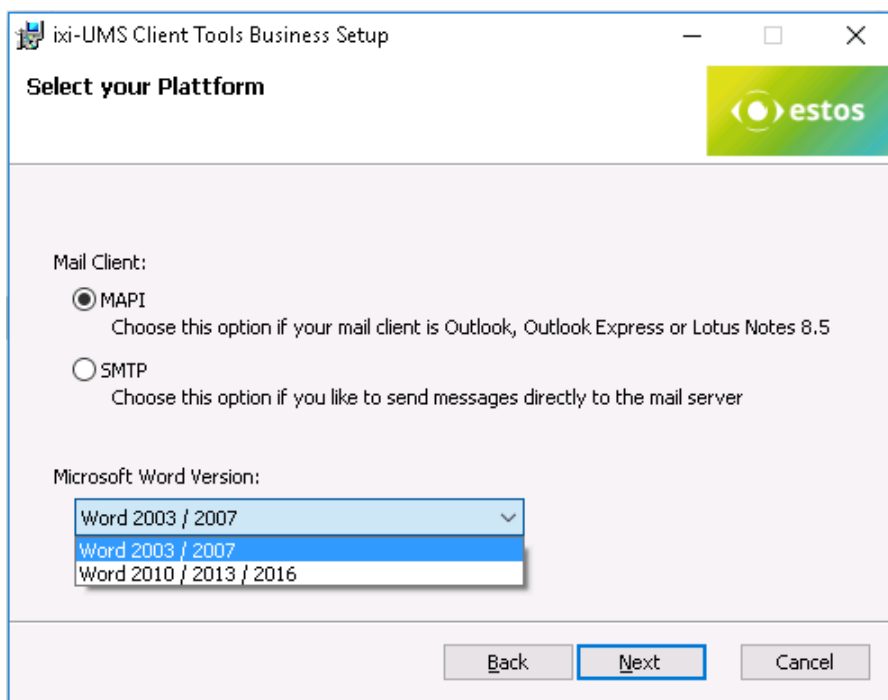 ixi-UMS Client Tools Business Setup
Select your Plattform
estos
Mail Client:
MAPI
Choose this option if your mail client is Outlook, Outlook Express or Lotus Notes 8.5
SMTP
Choose this option if you like to send messages directly to the mail server
Microsoft Word Version:
Word 2003 / 2007
Word 2003 / 2007
Word 2010 / 2013 / 2016
Back Next Cancel